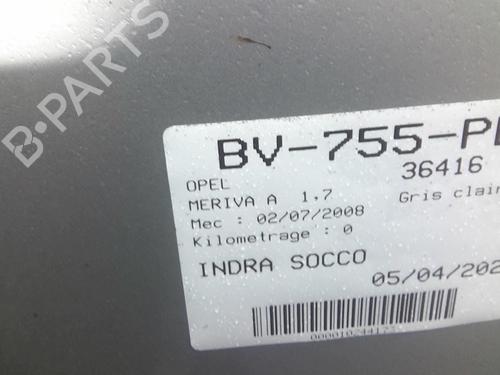 B-PARTS
BV-755-P
36416
OPEL
MERIVA A 1.7
Gris clair
Mec : 02/07/2008
Kilometrage : 0
INDRA SOCCO
05/04/202